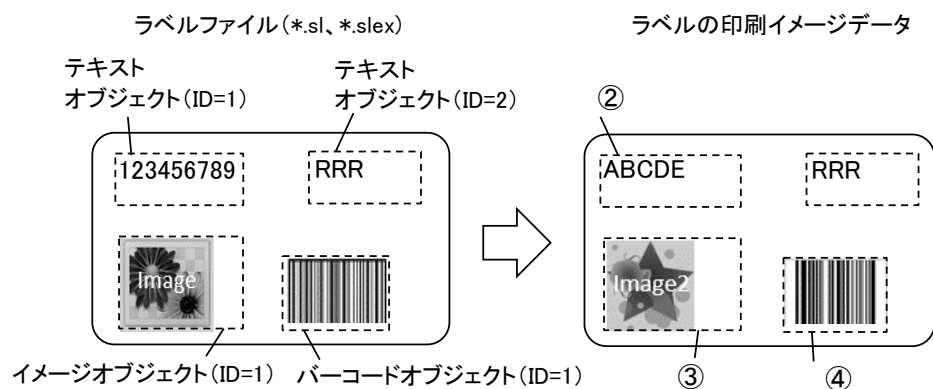 ラベルファイル(*.sl、*.slex)
ラベルの印刷イメージデータ
テキスト
オブジェクト(ID=1)
テキスト
オブジェクト(ID=2)
②
123456789
RRR
ABCDE
RRR
Image
Image2
イメージオブジェクト(ID=1)
バーコードオブジェクト(ID=1)
③
④